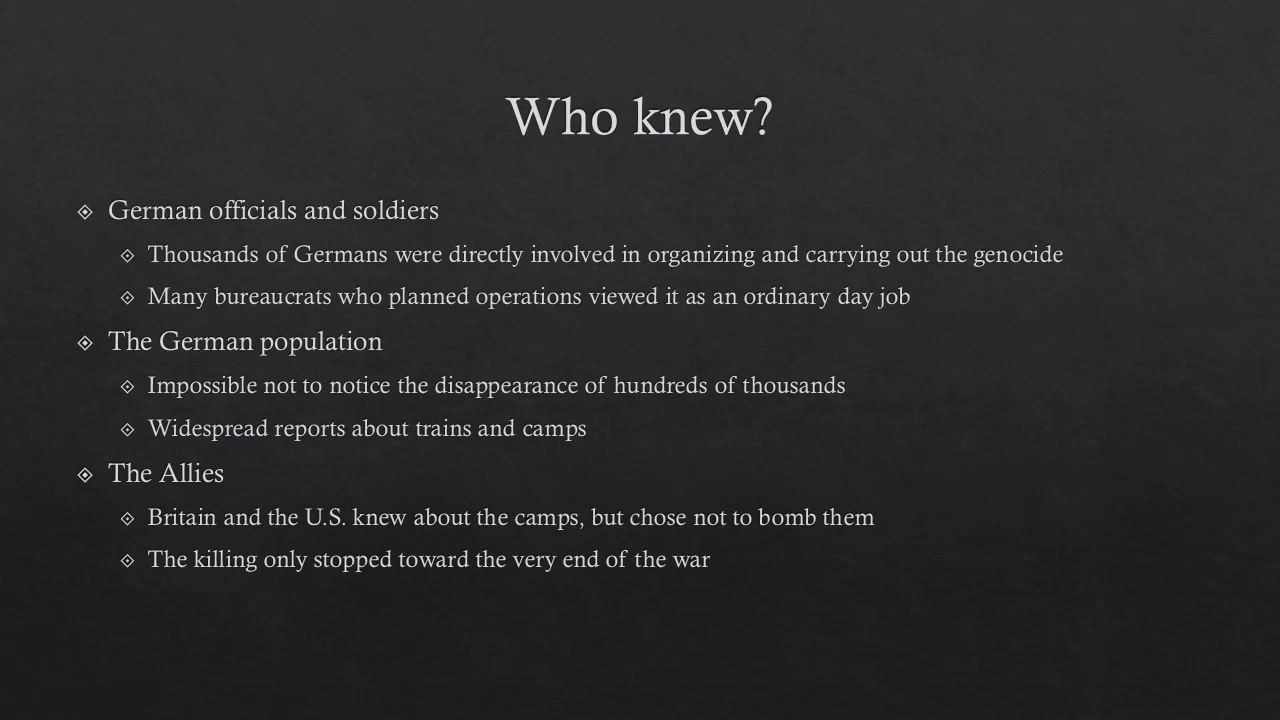 Who knew?
German officials and soldiers
Thousands of Germans were directly involved in organizing and carrying out the genocide
Many bureaucrats who planned operations viewed it as an ordinary day job
The German population
Impossible not to notice the disappearance of hundreds of thousands
Widespread reports about trains and camps
The Allies
Britain and the U.S. knew about the camps, but chose not to bomb them
The killing only stopped toward the very end of the war